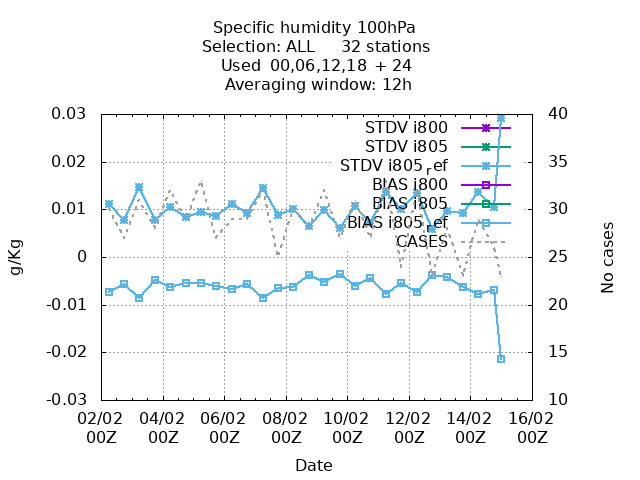 Specific humidity 100hPa
Selection: ALL 32 stations
Used 00,06,12,18 + 24
Averaging window: 12h
0.03
0.02
0.01
0
-0.01
-0.02
-0.03
g/Kg
40
35
30
25
20
15
10
No cases
STDV i800
STDV i805
STDV i805ref
BIAS i800
BIAS i805
BIAS i805ref
CASES
02/02 04/02 06/02 08/02 10/02 12/02 14/02 16/02
00Z 00Z 00Z 00Z 00Z 00Z 00Z 00Z
Date